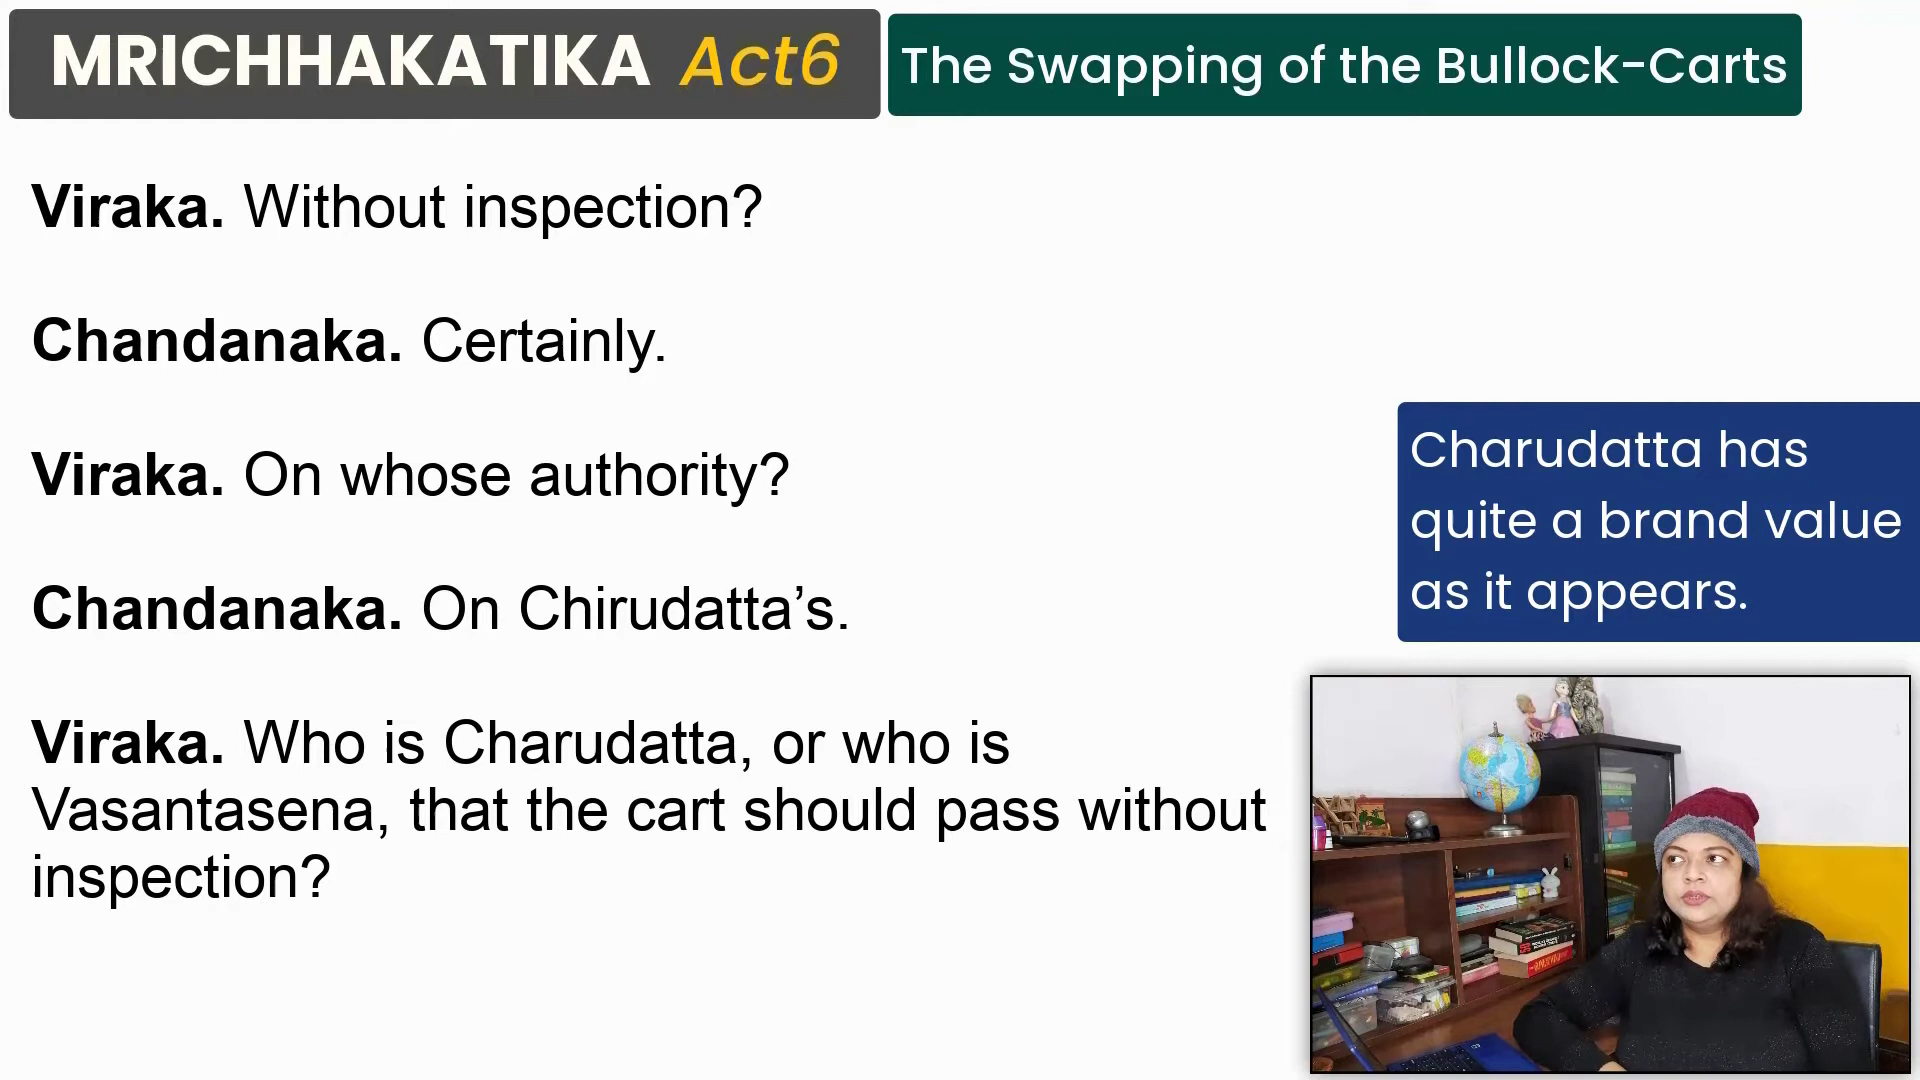 MRICHHAKATIKA Act6
The Swapping of the Bullock-Carts
Viraka. Without inspection?
Chandanaka. Certainly.
Viraka. On whose authority?
Chandanaka. On Chirudatta’s.
Viraka. Who is Charudatta, or who is
Vasantasena, that the cart should pass without
inspection?
Charudatta has
quite a brand value
as it appears.